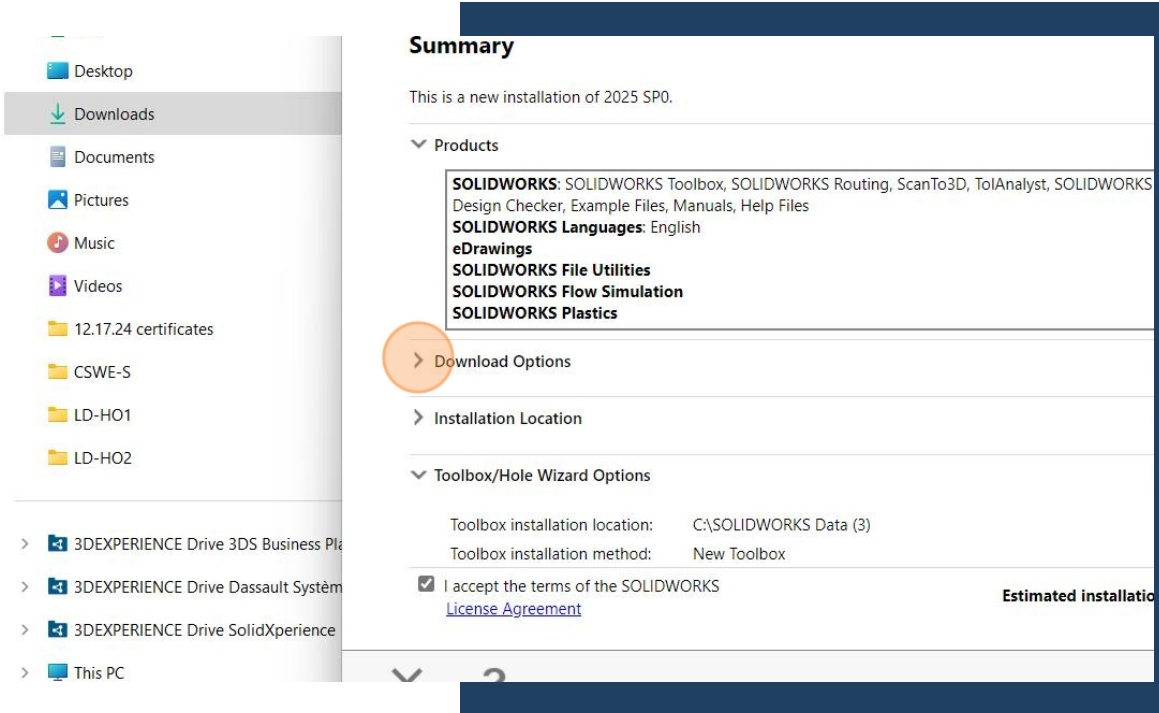 Desktop
Downloads
Documents
Pictures
Music
Videos
12.17.24 certificates
CSWE-S
LD-HO1
LD-HO2
3DEXPERIENCE Drive 3DS Business Pla
3DEXPERIENCE Drive Dassault Systèm
3DEXPERIENCE Drive SolidXperience
This PC
Summary
This is a new installation of 2025 SP0.
Products
SOLIDWORKS: SOLIDWORKS Toolbox, SOLIDWORKS Routing, ScanTo3D, TolAnalyst, SOLIDWORKS
Design Checker, Example Files, Manuals, Help Files
SOLIDWORKS Languages: English
eDrawings
SOLIDWORKS File Utilities
SOLIDWORKS Flow Simulation
SOLIDWORKS Plastics
Download Options
Installation Location
Toolbox/Hole Wizard Options
Toolbox installation location: C:\SOLIDWORKS Data (3)
Toolbox installation method: New Toolbox
I accept the terms of the SOLIDWORKS
License Agreement
Estimated installatio